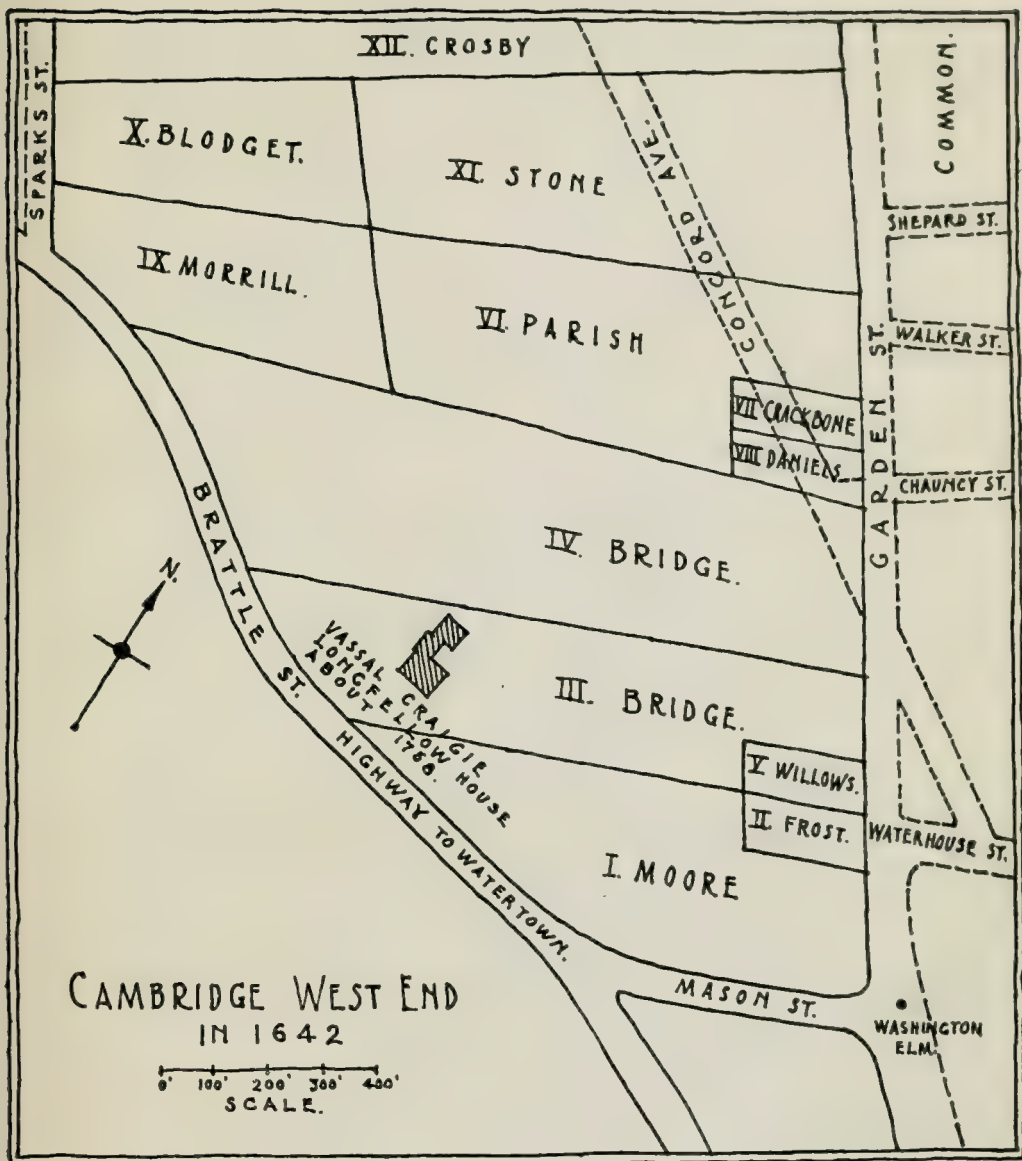 XII. CROSBY
COMMON.
SPARKS ST.
X. BLODGET.
XI. STONE
CONCORD AVE.
SHEPARD ST.
IX MORRILL.
VI. PARISH
GARDEN ST.
WALKER ST.
VII CRACKBONE
VIII DANIELS
CHAUNCY ST.
BRATTLE ST.
IV. BRIDGE.
N.
VASSAL CRAIGIE
LONGFELLOW HOUSE
ABOUT 1758.
III. BRIDGE.
HIGHWAY TO WATERTOWN.
V WILLOWS.
II FROST.
WATERHOUSE ST.
I. MOORE
MASON ST.
WASHINGTON
ELM.
CAMBRIDGE WEST END
IN 1642
0' 100' 200' 300' 400'
SCALE.